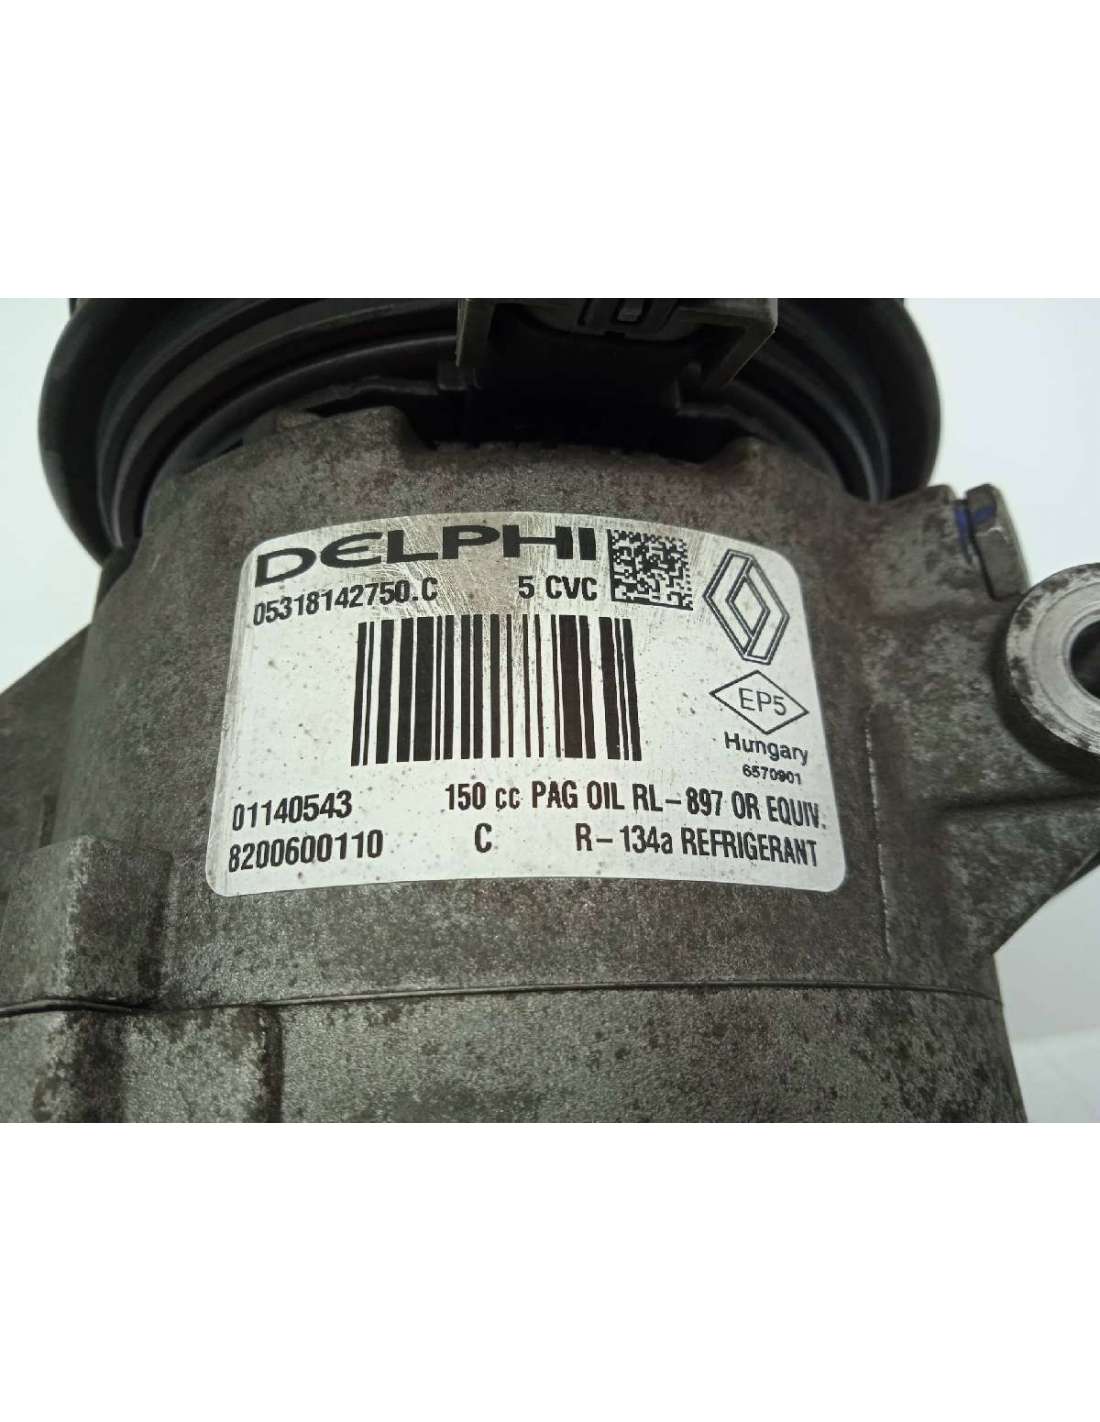 DELPHI
05318142750.C 5 CVC
EP5
Hungary
6570901
01140543 150 cc PAG OIL RL-897 OR EQUIV.
8200600110 C R-134a REFRIGERANT